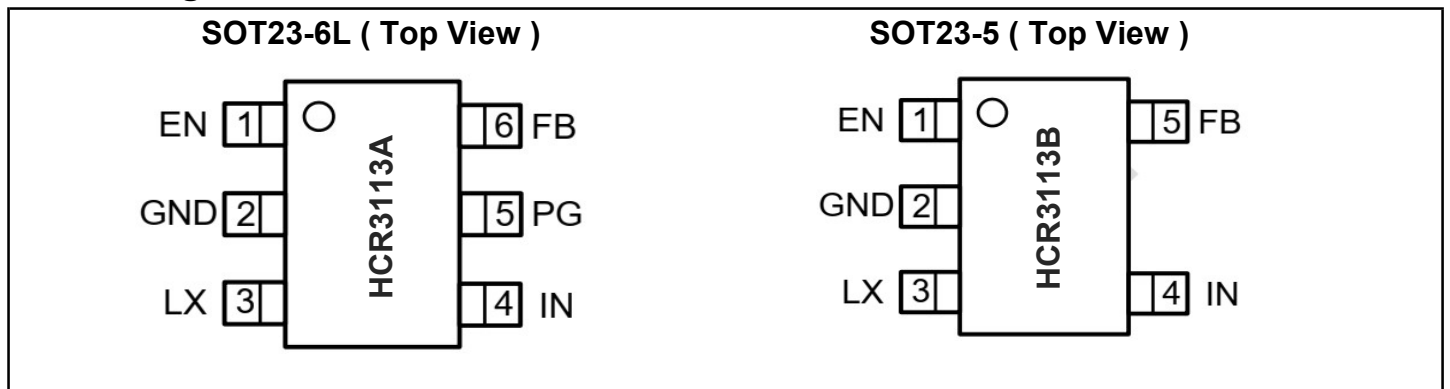 SOT23-6L ( Top View )
EN 1
GND 2
LX 3
HCR3113A
6 FB
5 PG
4 IN
SOT23-5 ( Top View )
EN 1
GND 2
LX 3
HCR3113B
5 FB
4 IN